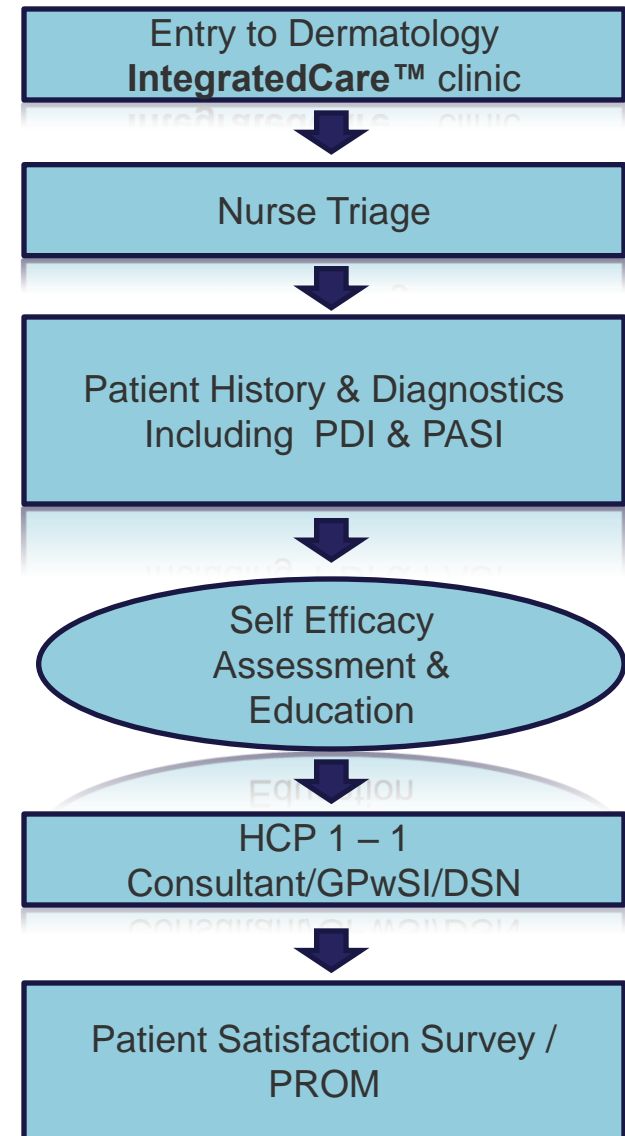 Entry to Dermatology
IntegratedCare™ clinic
Nurse Triage
Patient History & Diagnostics
Including PDI & PASI
Self Efficacy
Assessment &
Education
HCP 1 – 1
Consultant/GPwSI/DSN
Patient Satisfaction Survey /
PROM